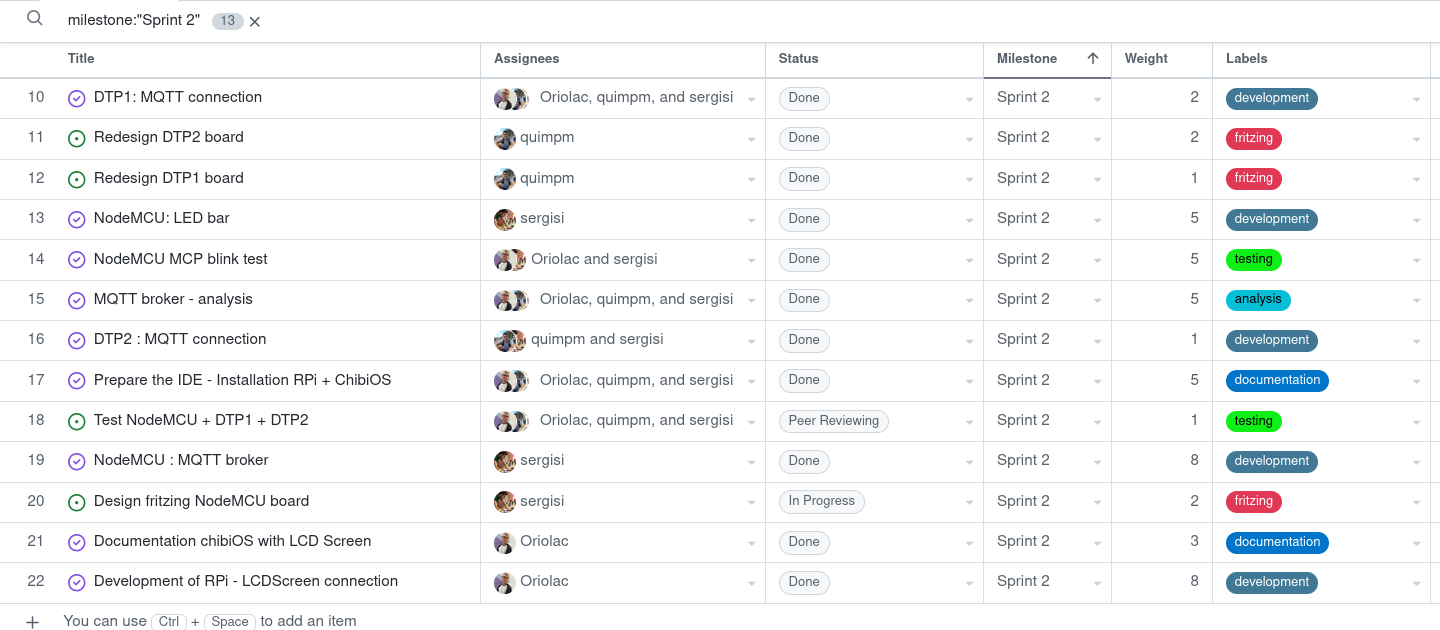 milestone:"Sprint 2" 13
Title Assignees Status Milestone Weight Labels
10 DTP1: MQTT connection Oriolac, quimpm, and sergisi Done Sprint 2 2 development
11 Redesign DTP2 board quimpm Done Sprint 2 2 fritzing
12 Redesign DTP1 board quimpm Done Sprint 2 1 fritzing
13 NodeMCU: LED bar sergisi Done Sprint 2 5 development
14 NodeMCU MCP blink test Oriolac and sergisi Done Sprint 2 5 testing
15 MQTT broker - analysis Oriolac, quimpm, and sergisi Done Sprint 2 5 analysis
16 DTP2 : MQTT connection quimpm and sergisi Done Sprint 2 1 development
17 Prepare the IDE - Installation RPi + ChibiOS Oriolac, quimpm, and sergisi Done Sprint 2 5 documentation
18 Test NodeMCU + DTP1 + DTP2 Oriolac, quimpm, and sergisi Peer Reviewing Sprint 2 1 testing
19 NodeMCU : MQTT broker sergisi Done Sprint 2 8 development
20 Design fritzing NodeMCU board sergisi In Progress Sprint 2 2 fritzing
21 Documentation chibiOS with LCD Screen Oriolac Done Sprint 2 3 documentation
22 Development of RPi - LCDScreen connection Oriolac Done Sprint 2 8 development
You can use Ctrl + Space to add an item